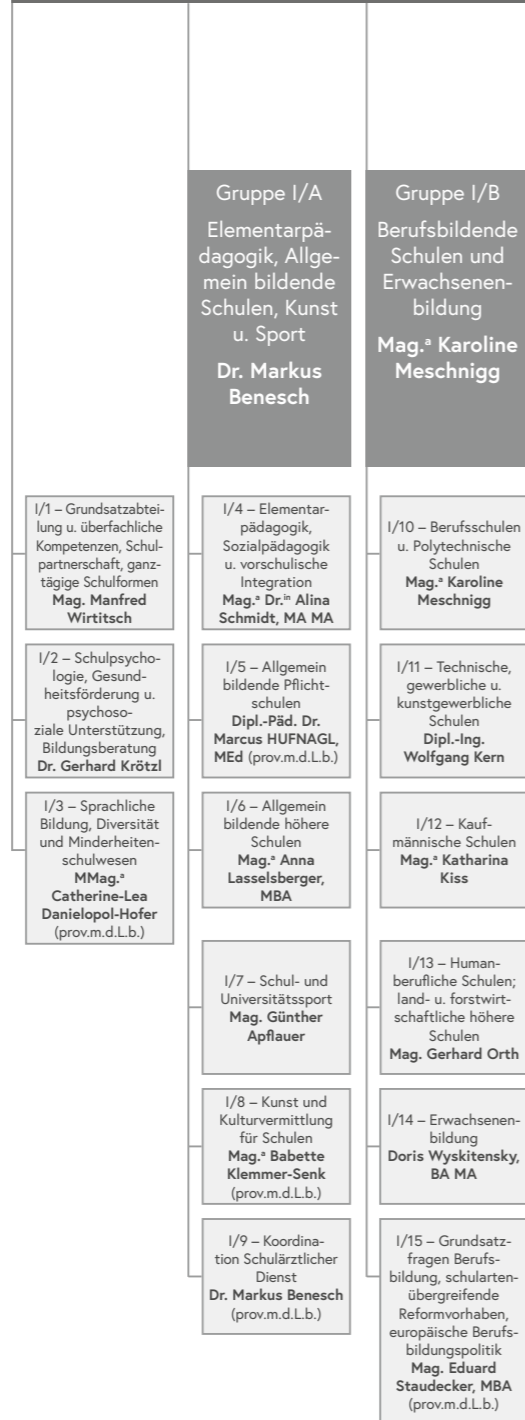 Gruppe I/A
Elementarpä-
dagogik, Allge-
mein bildende
Schulen, Kunst
u. Sport
Dr. Markus
Benesch
Gruppe I/B
Berufsbildende
Schulen und
Erwachsenen-
bildung
Mag.ᵃ Karoline
Meschnigg
I/1 – Grundsatzabtei-
lung u. überfachliche
Kompetenzen, Schul-
partnerschaft, ganz-
tägige Schulformen
Mag. Manfred
Wirtitsch
I/2 – Schulpsycho-
logie, Gesund-
heitsförderung u.
psychoso-
ziale Unterstützung,
Bildungsberatung
Dr. Gerhard Krötzl
I/3 – Sprachliche
Bildung, Diversität
und Minderheiten-
schulwesen
MMag.ᵃ
Catherine-Lea
Danielopol-Hofer
(prov.m.d.L.b.)
I/4 – Elementar-
pädagogik,
Sozialpädagogik
u. vorschulische
Integration
Mag.ᵃ Dr.ⁱⁿ Alina
Schmidt, MA MA
I/5 – Allgemein
bildende Pflicht-
schulen
Dipl.-Päd. Dr.
Marcus HUFNAGL,
MEd (prov.m.d.L.b.)
I/6 – Allgemein
bildende höhere
Schulen
Mag.ᵃ Anna
Lasselsberger,
MBA
I/7 – Schul- und
Universitätssport
Mag. Günther
Apflauer
I/8 – Kunst und
Kulturvermittlung
für Schulen
Mag.ᵃ Babette
Klemmer-Senk
(prov.m.d.L.b.)
I/9 – Koordina-
tion Schulärztlicher
Dienst
Dr. Markus Benesch
(prov.m.d.L.b.)
I/10 – Berufsschulen
u. Polytechnische
Schulen
Mag.ᵃ Karoline
Meschnigg
I/11 – Technische,
gewerbliche u.
kunstgewerbliche
Schulen
Dipl.-Ing.
Wolfgang Kern
I/12 – Kauf-
männische Schulen
Mag.ᵃ Katharina
Kiss
I/13 – Human-
berufliche Schulen;
land- u. forstwirt-
schaftliche höhere
Schulen
Mag. Gerhard Orth
I/14 – Erwachsenen-
bildung
Doris Wyskitensky,
BA MA
I/15 – Grundsatz-
fragen Berufs-
bildung, schularten-
übergreifende
Reformvorhaben,
europäische Berufs-
bildungspolitik
Mag. Eduard
Staudecker, MBA
(prov.m.d.L.b.)